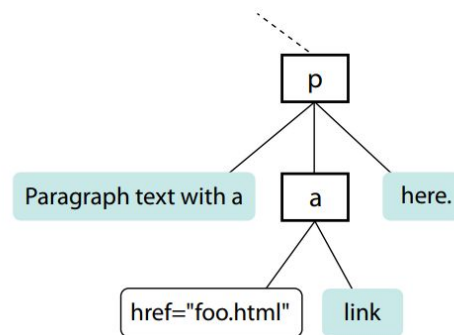 p
Paragraph text with a
a
here.
href="foo.html"
link